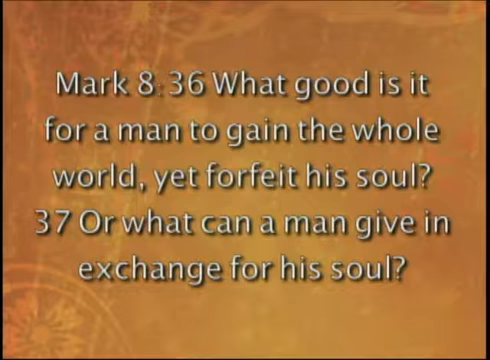 Mark 8:36 What good is it
for a man to gain the whole
world, yet forfeit his soul?
37 Or what can a man give in
exchange for his soul?